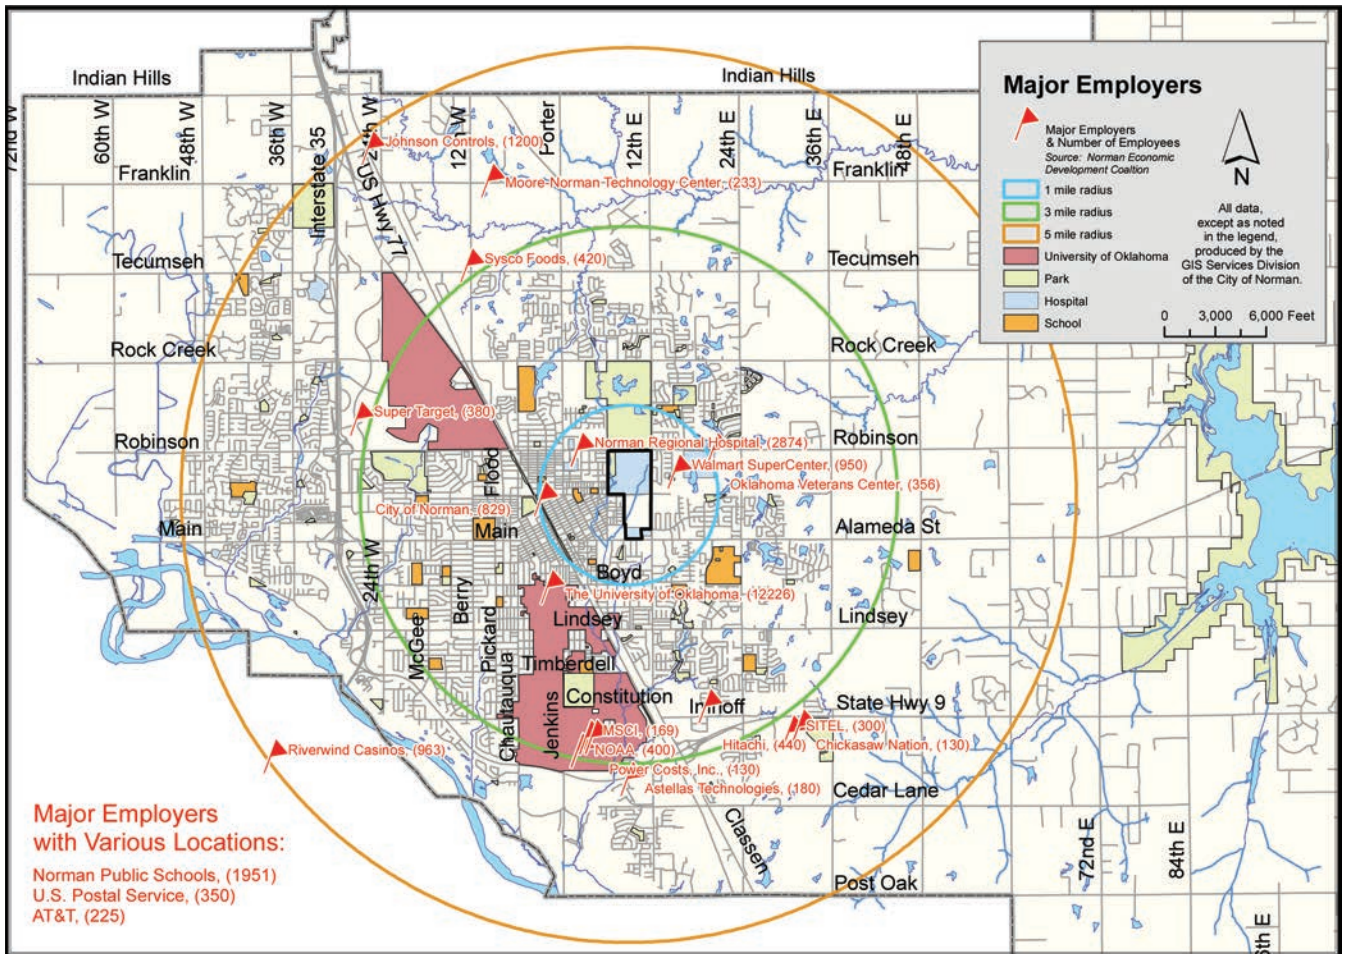 Indian Hills
Indian Hills
72nd W
60th W
48th W
36th W
Interstate 35
24th W
US Hwy 77
12th W
Porter
12th E
24th E
36th E
48th E
Johnson Controls, (1200)
Franklin
Franklin
Moore-Norman Technology Center, (233)
Tecumseh
Sysco Foods, (420)
Tecumseh
Rock Creek
Rock Creek
Super Target, (380)
Robinson
Robinson
Norman Regional Hospital, (2874)
Walmart SuperCenter, (950)
Oklahoma Veterans Center, (356)
Flood
City of Norman, (829)
Main
Main
Alameda St
24th W
Boyd
The University of Oklahoma, (12226)
Berry
Lindsey
Lindsey
McGee
Pickard
Timberdell
Chautauqua
Jenkins
Constitution
Imhoff
State Hwy 9
MSCI, (169)
SITEL, (300)
NOAA, (400)
Hitachi, (440)
Chickasaw Nation, (130)
Riverwind Casinos, (963)
Power Costs, Inc., (130)
Astellas Technologies, (180)
Cedar Lane
Classen
72nd E
84th E
Post Oak
Major Employers
with Various Locations:
Norman Public Schools, (1951)
U.S. Postal Service, (350)
AT&T, (225)
Major Employers
Major Employers
& Number of Employees
Source: Norman Economic
Development Coalition
1 mile radius
3 mile radius
5 mile radius
University of Oklahoma
Park
Hospital
School
N
All data,
except as noted
in the legend,
produced by the
GIS Services Division
of the City of Norman.
0 3,000 6,000 Feet